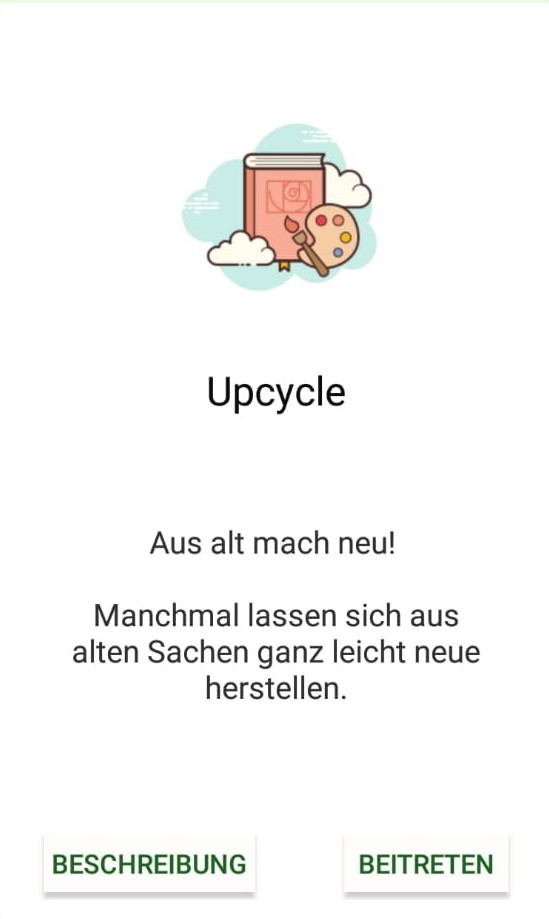 Upcycle
Aus alt mach neu!
Manchmal lassen sich aus
alten Sachen ganz leicht neue
herstellen.
BESCHREIBUNG
BEITRETEN